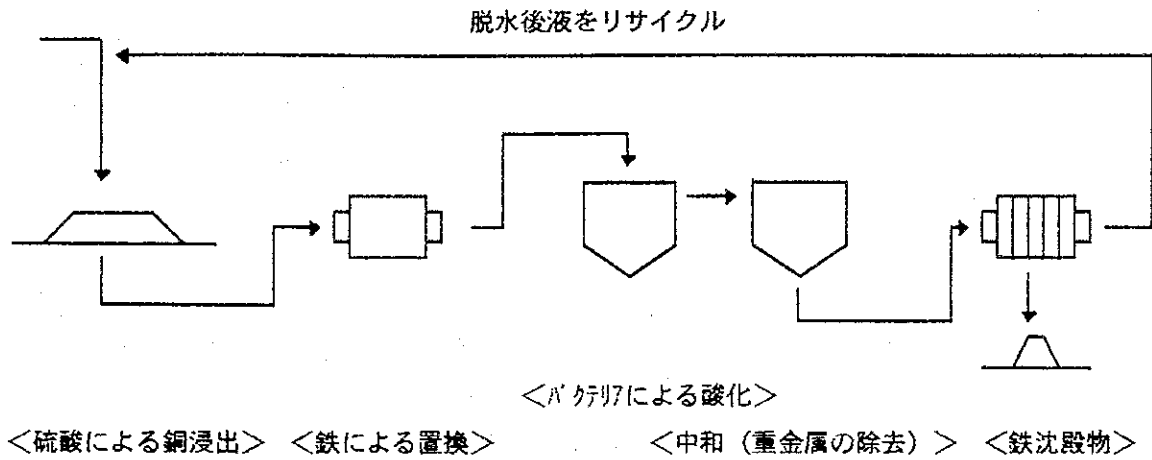 脱水後液をリサイクル
＜バクテリアによる酸化＞
＜硫酸による銅浸出＞ ＜鉄による置換＞ ＜中和（重金属の除去）＞ ＜鉄沈殿物＞